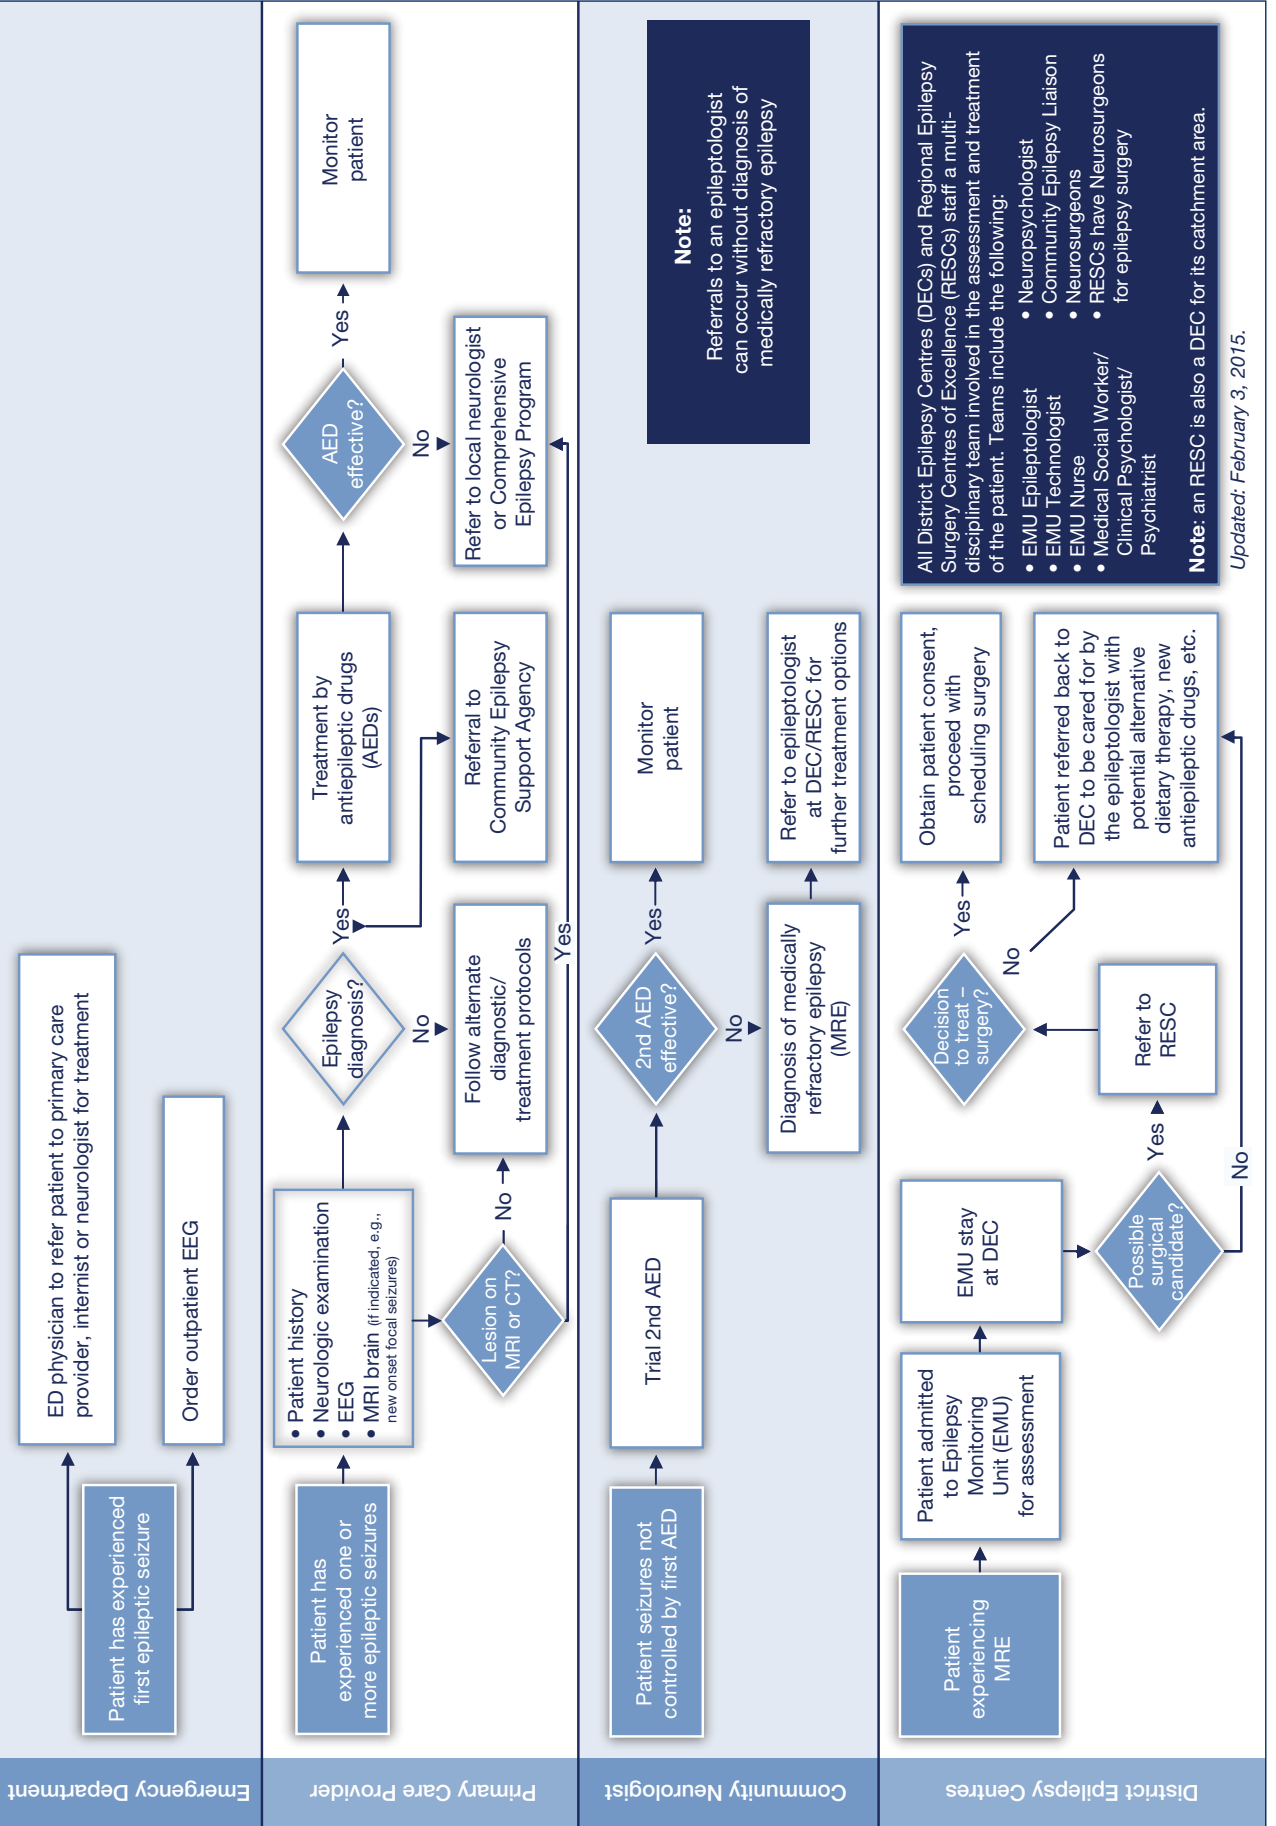 Emergency Department
Patient has experienced
first epileptic seizure
ED physician to refer patient to primary care
provider, internist or neurologist for treatment
Order outpatient EEG
Primary Care Provider
Patient has
experienced one or
more epileptic seizures
• Patient history
• Neurologic examination
• EEG
• MRI brain (if indicated, e.g.,
new onset focal seizures)
Epilepsy
diagnosis?
Yes
Treatment by
antiepileptic drugs
(AEDs)
AED
effective?
Yes
Monitor
patient
No
No
Lesion on
MRI or CT?
No
Follow alternate
diagnostic/
treatment protocols
Referral to
Community Epilepsy
Support Agency
Refer to local neurologist
or Comprehensive
Epilepsy Program
Yes
Community Neurologist
Patient seizures not
controlled by first AED
Trial 2nd AED
2nd AED
effective?
Yes
Monitor
patient
No
Diagnosis of medically
refractory epilepsy
(MRE)
Refer to epileptologist
at DEC/RESC for
further treatment options
Note:
Referrals to an epileptologist
can occur without diagnosis of
medically refractory epilepsy
District Epilepsy Centres
Patient
experiencing
MRE
Patient admitted
to Epilepsy
Monitoring
Unit (EMU)
for assessment
EMU stay
at DEC
Possible
surgical
candidate?
Yes
Refer to
RESC
Decision
to treat –
surgery?
Yes
Obtain patient consent,
proceed with
scheduling surgery
No
Patient referred back to
DEC to be cared for by
the epileptologist with
potential alternative
dietary therapy, new
antiepileptic drugs, etc.
No
All District Epilepsy Centres (DECs) and Regional Epilepsy
Surgery Centres of Excellence (RESCs) staff a multi-
disciplinary team involved in the assessment and treatment
of the patient. Teams include the following:
• EMU Epileptologist
• EMU Technologist
• EMU Nurse
• Medical Social Worker/
Clinical Psychologist/
Psychiatrist
• Neuropsychologist
• Community Epilepsy Liaison
• Neurosurgeons
• RESCs have Neurosurgeons
for epilepsy surgery
Note: an RESC is also a DEC for its catchment area.
Updated: February 3, 2015.